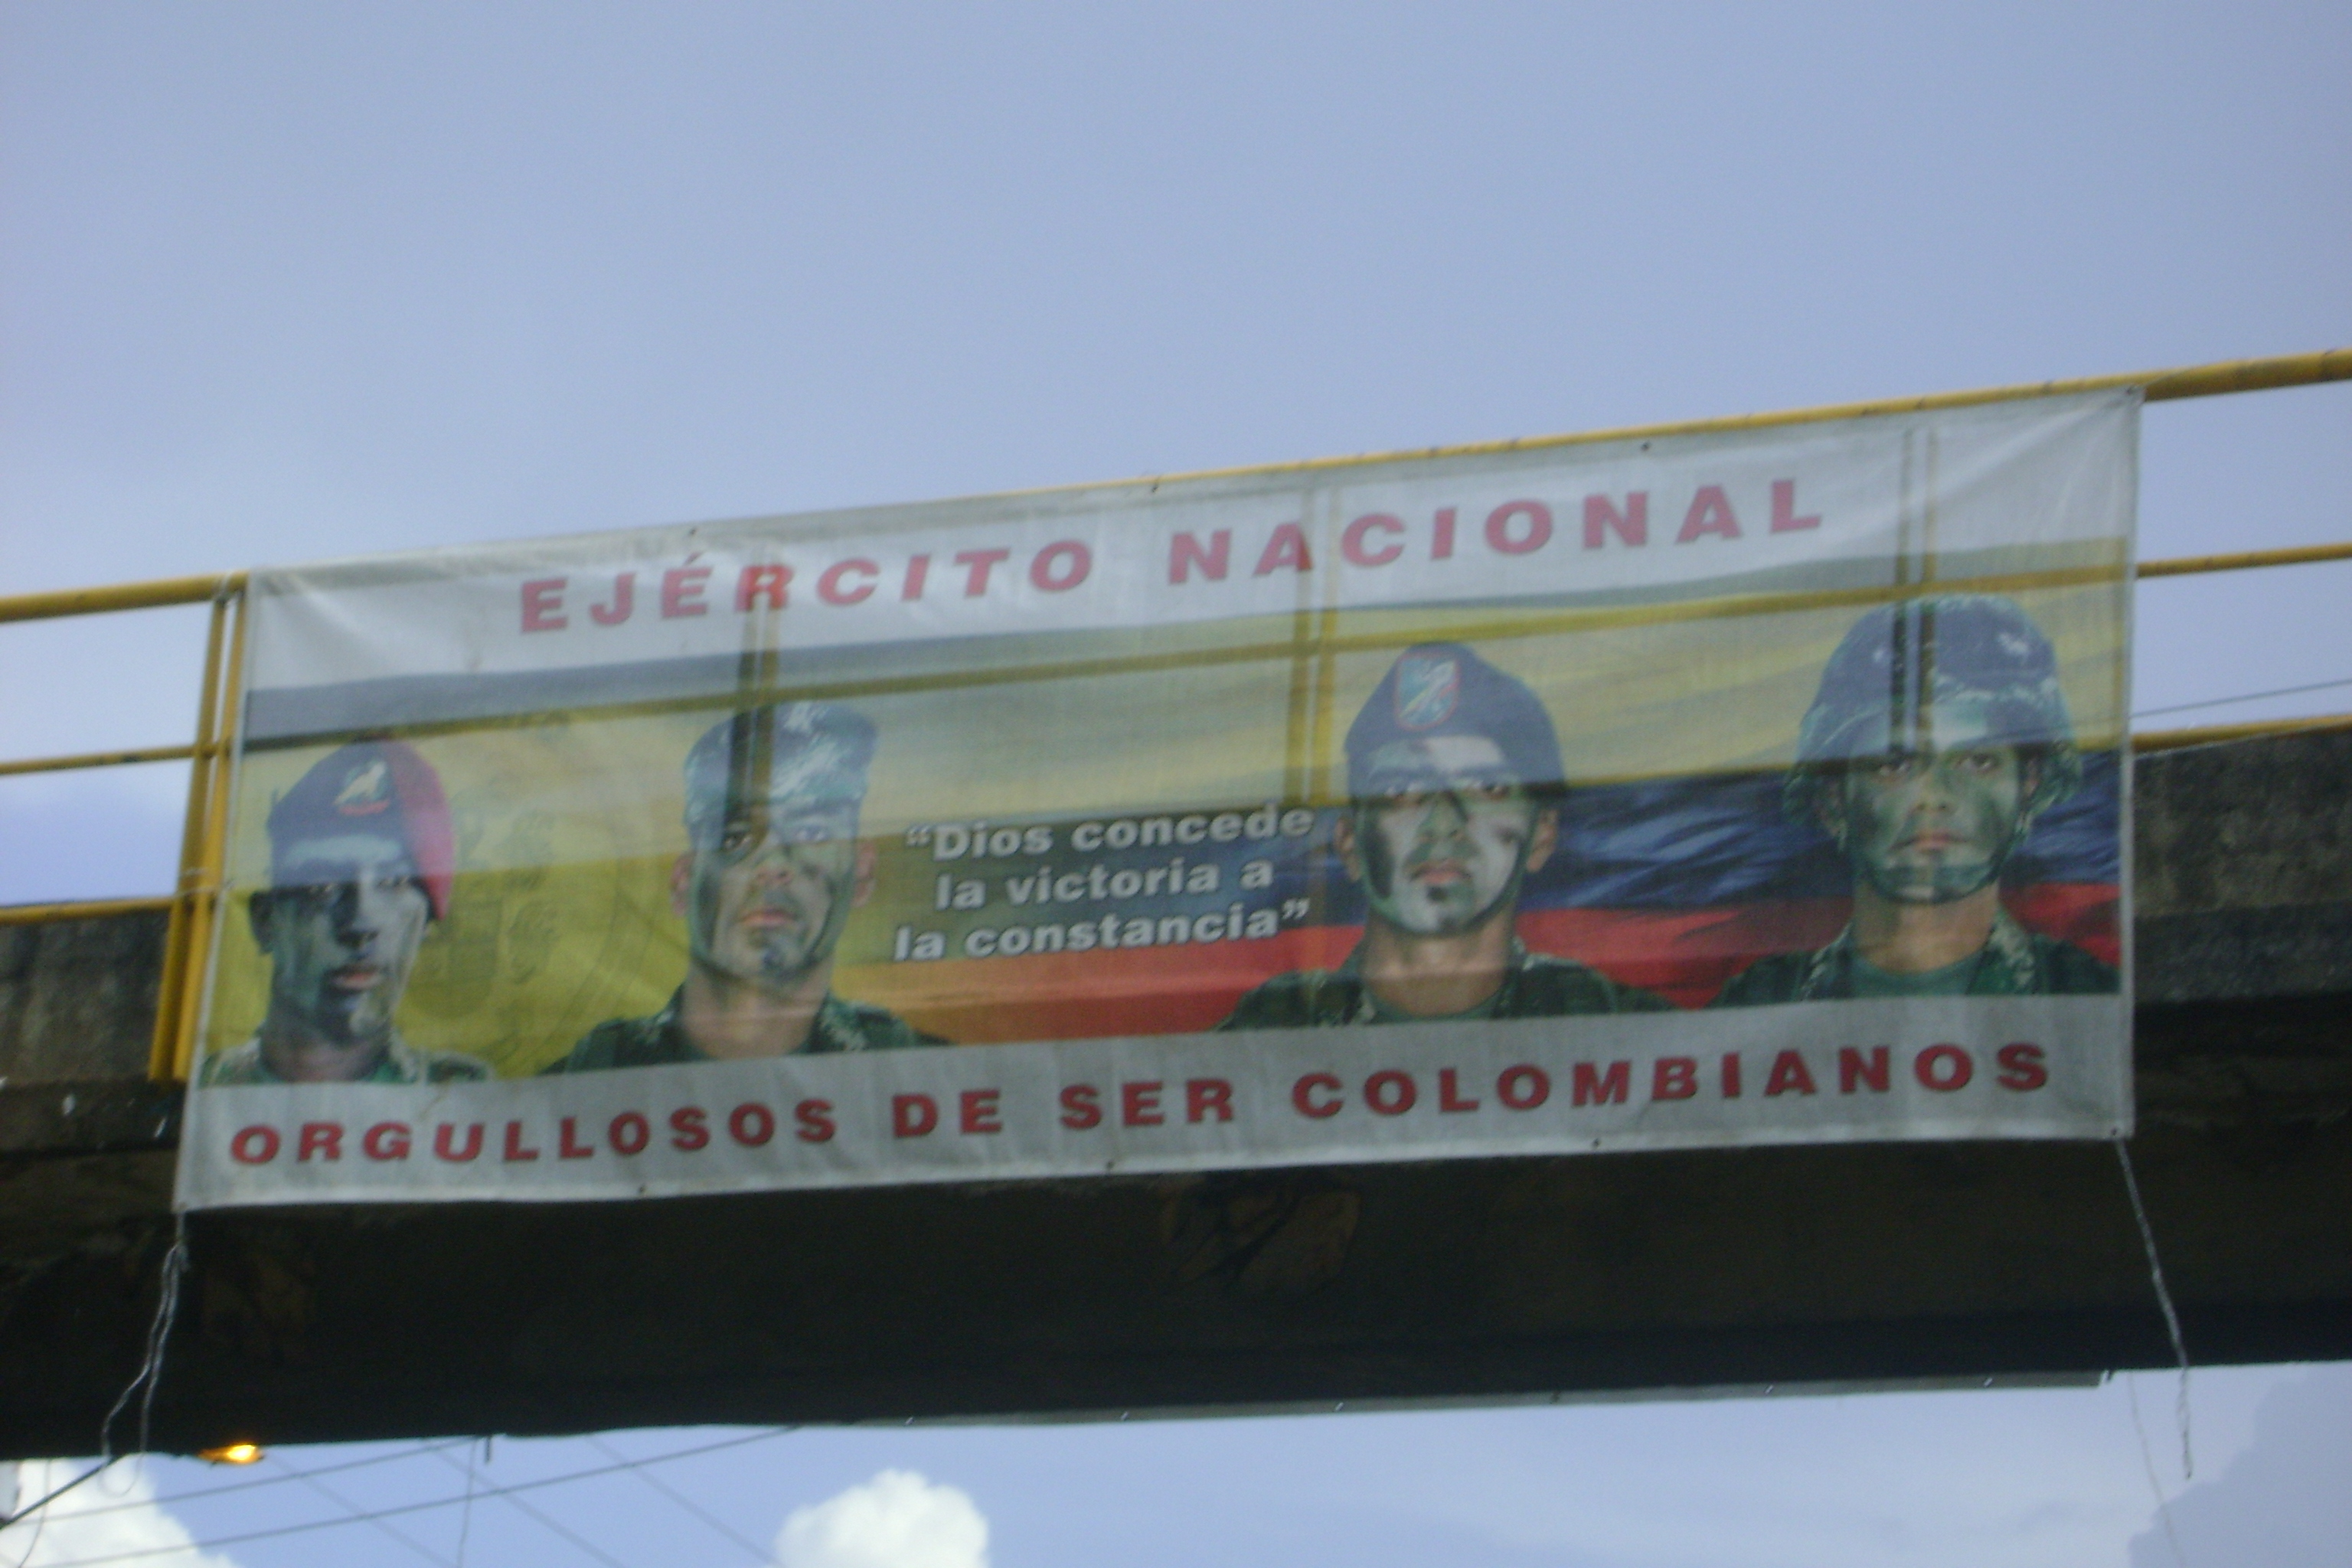 EJÉRCITO NACIONAL
“Dios concede
la victoria a
la constancia”
ORGULLOSOS DE SER COLOMBIANOS